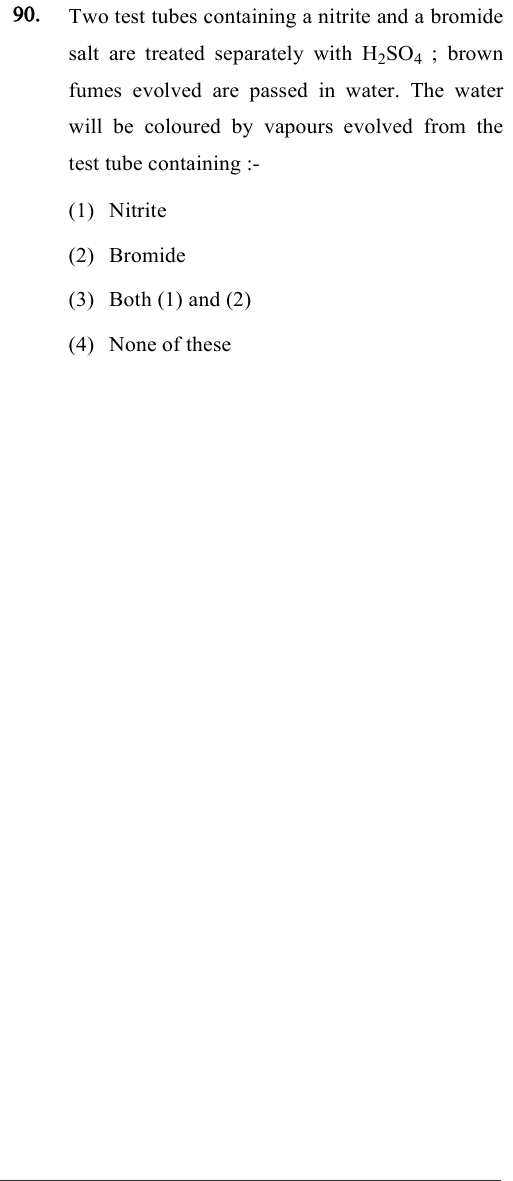 90. Two test tubes containing a nitrite and a bromide
salt are treated separately with H₂SO₄ ; brown
fumes evolved are passed in water. The water
will be coloured by vapours evolved from the
test tube containing :-
(1) Nitrite
(2) Bromide
(3) Both (1) and (2)
(4) None of these